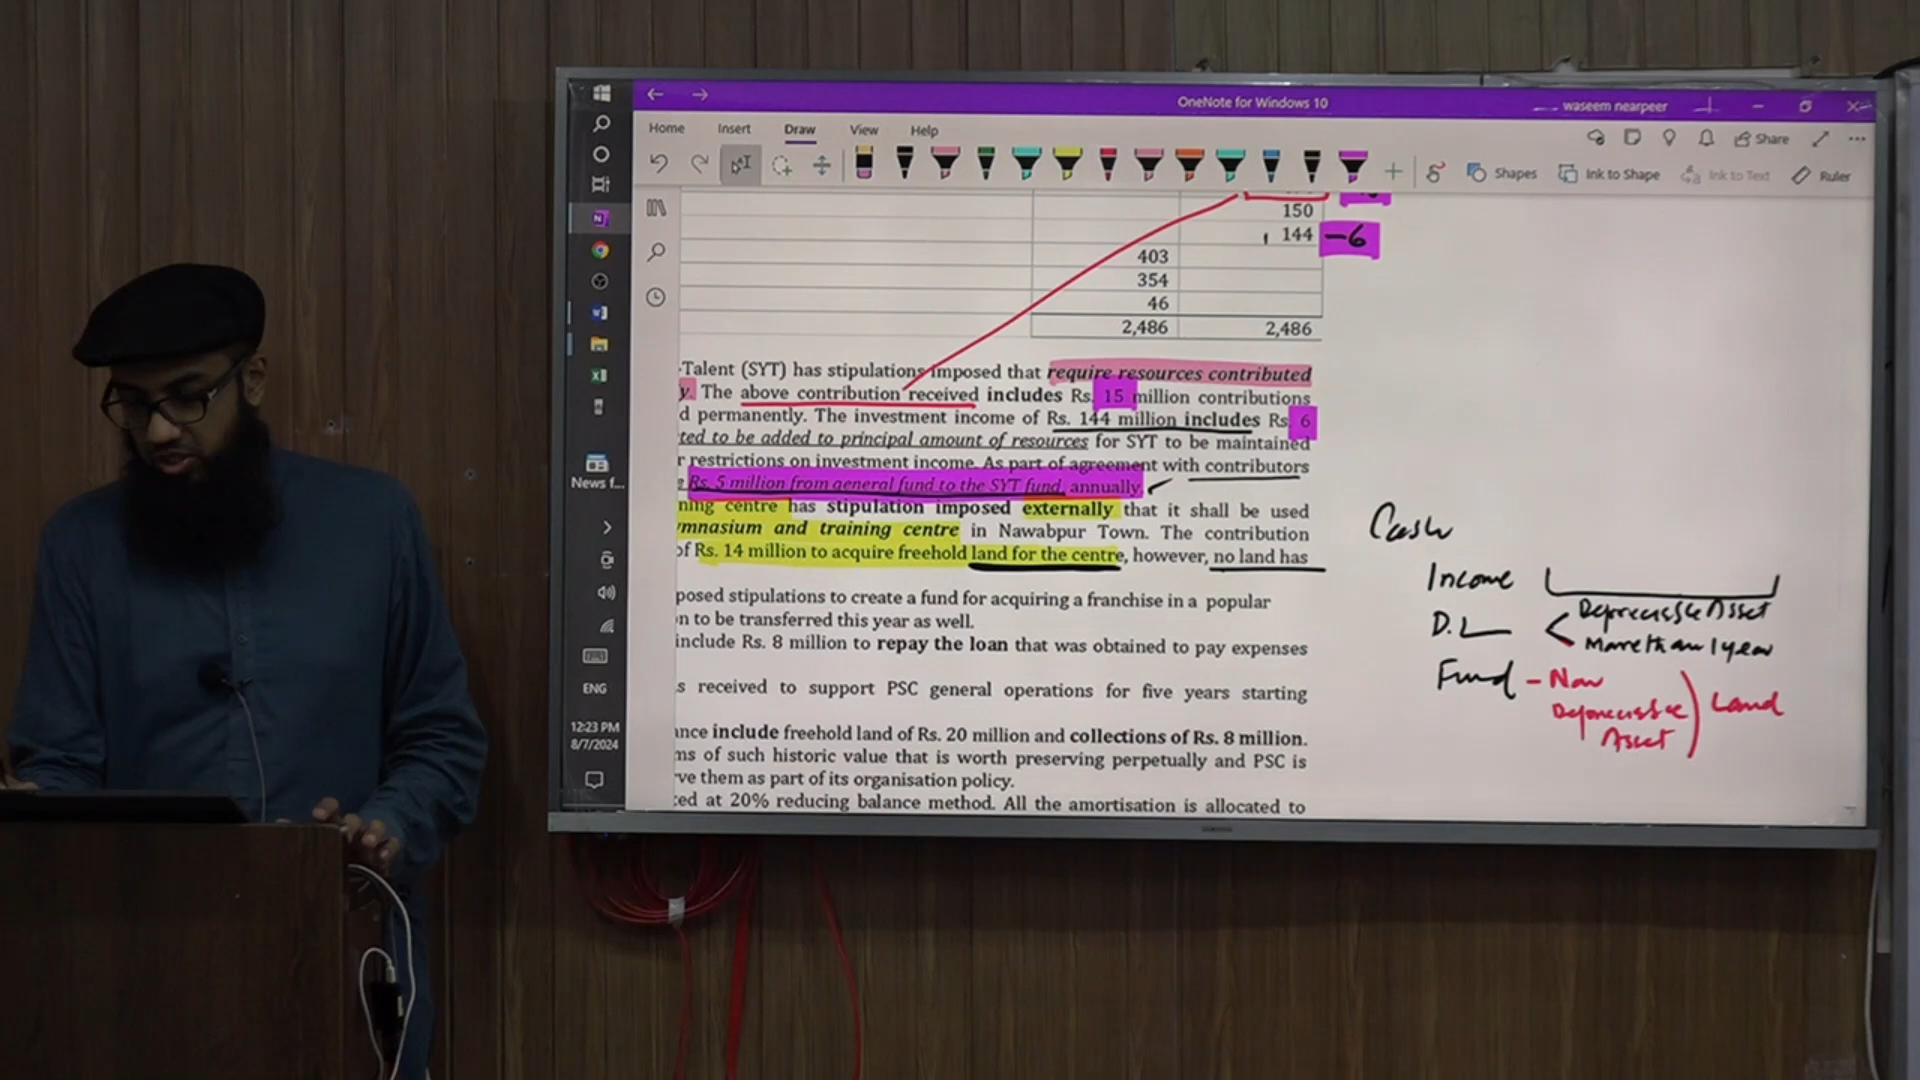 OneNote for Windows 10
waseem nearpeer
Home Insert Draw View Help
Share
Shapes Ink to Shape Ink to Text Ruler
150
144 -6
403
354
46
2,486 2,486
-Talent (SYT) has stipulations imposed that require resources contributed
y. The above contribution received includes Rs. 15 million contributions
d permanently. The investment income of Rs. 144 million includes Rs. 6
ted to be added to principal amount of resources for SYT to be maintained
r restrictions on investment income. As part of agreement with contributors
Rs. 5 million from general fund to the SYT fund, annually.
ning centre has stipulation imposed externally that it shall be used
ymnasium and training centre in Nawabpur Town. The contribution
of Rs. 14 million to acquire freehold land for the centre, however, no land has
posed stipulations to create a fund for acquiring a franchise in a popular
n to be transferred this year as well.
include Rs. 8 million to repay the loan that was obtained to pay expenses
s received to support PSC general operations for five years starting
ance include freehold land of Rs. 20 million and collections of Rs. 8 million.
ms of such historic value that is worth preserving perpetually and PSC is
rve them as part of its organisation policy.
ted at 20% reducing balance method. All the amortisation is allocated to
Cash
Income
D.L
Depreciable Asset
More than 1 year
Fund - Non
Depreciable
Asset
Land
News f...
ENG
12:23 PM
8/7/2024